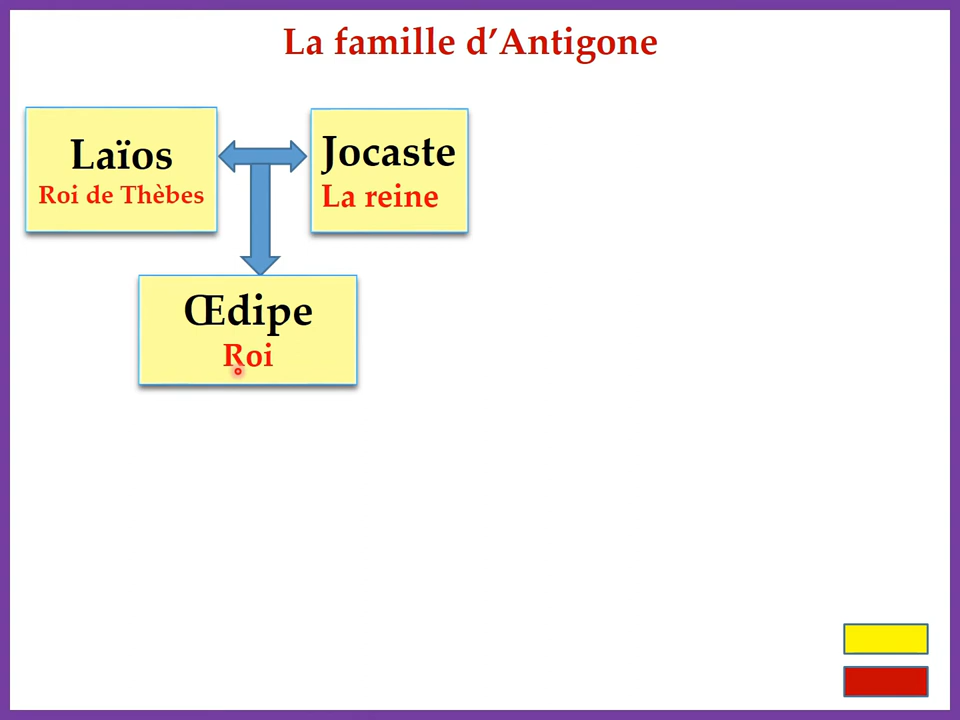 La famille d’Antigone
Laïos
Roi de Thèbes
Jocaste
La reine
Œdipe
Roi